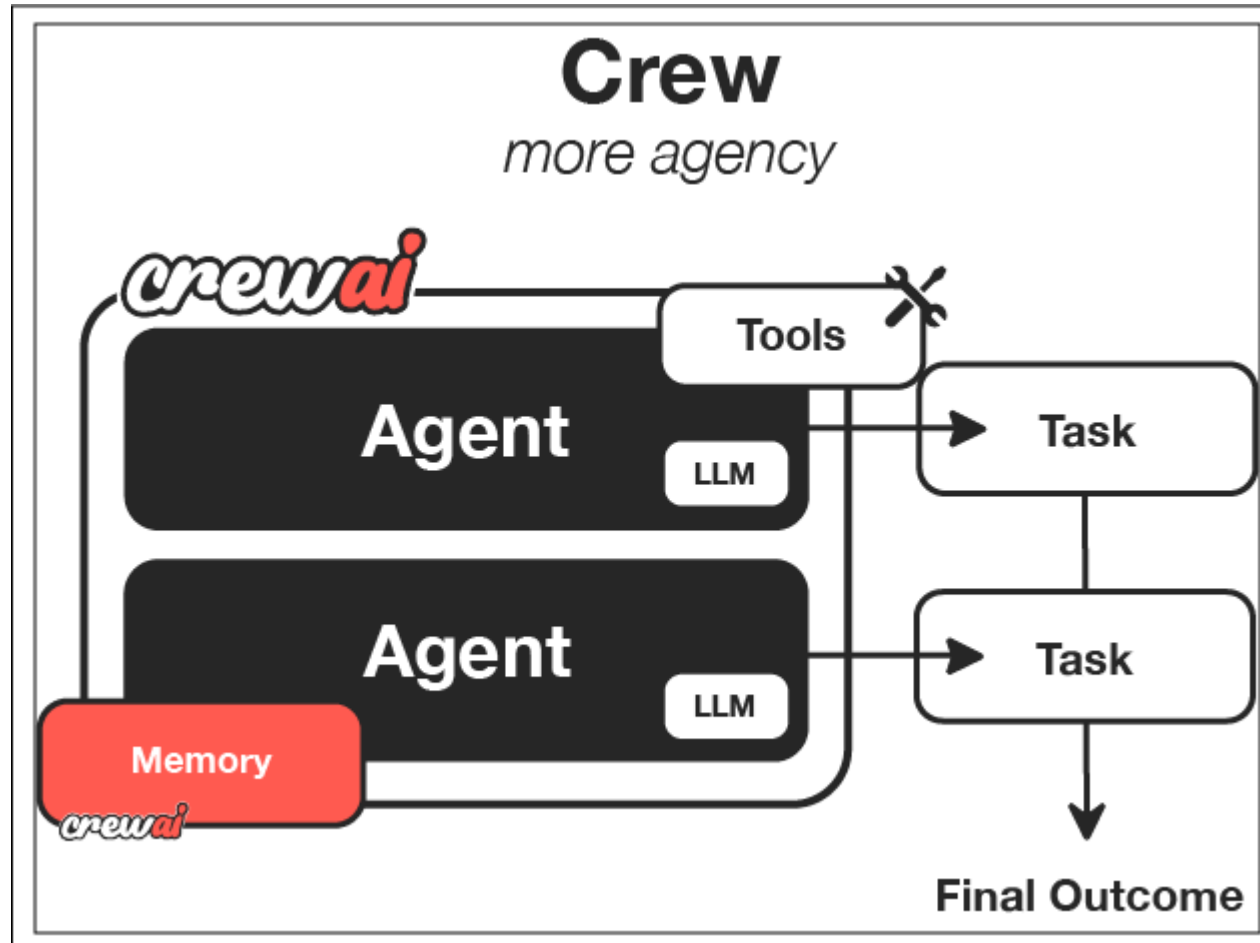 Crew
more agency
crewai
Tools
Agent
LLM
Task
Agent
LLM
Task
Memory
crewai
Final Outcome